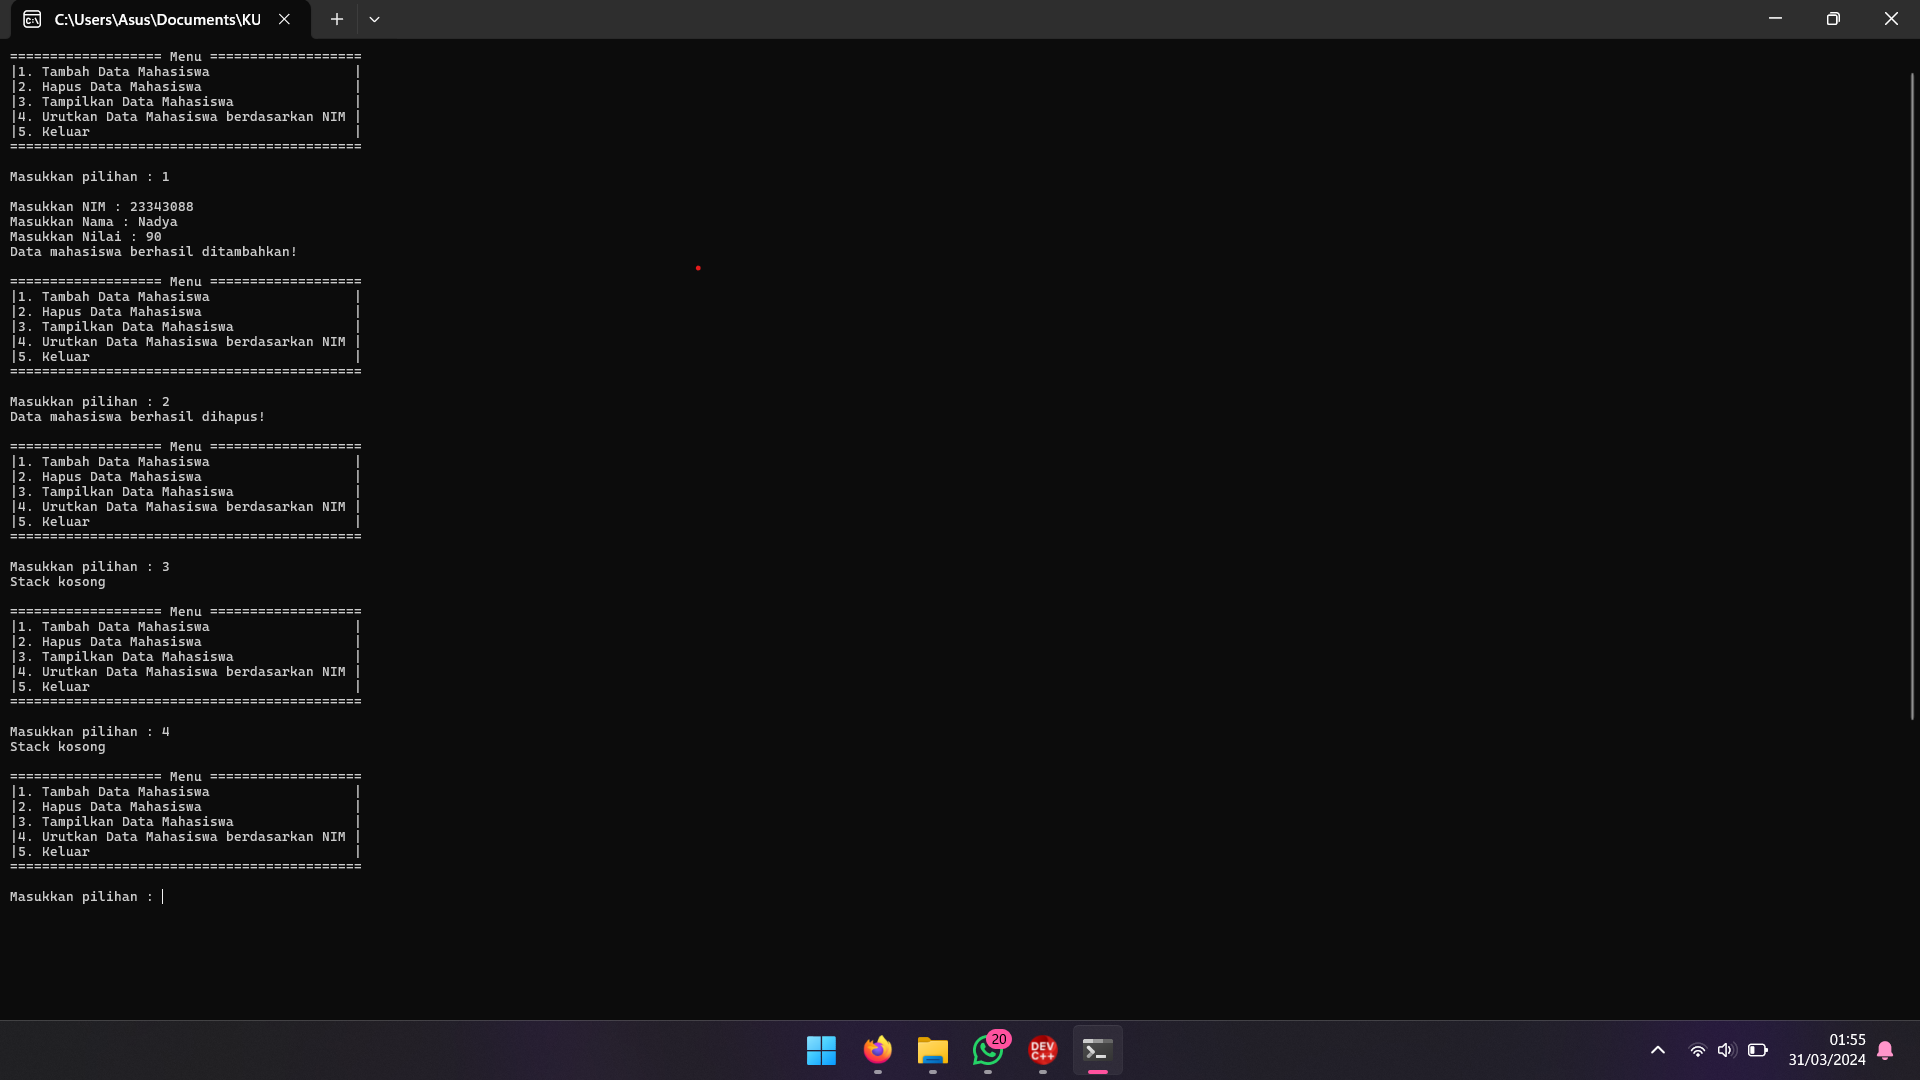 C:\Users\Asus\Documents\KU
=================== Menu ===================
|1. Tambah Data Mahasiswa                  |
|2. Hapus Data Mahasiswa                   |
|3. Tampilkan Data Mahasiswa               |
|4. Urutkan Data Mahasiswa berdasarkan NIM |
|5. Keluar                                 |
============================================
Masukkan pilihan : 1
Masukkan NIM : 23343088
Masukkan Nama : Nadya
Masukkan Nilai : 90
Data mahasiswa berhasil ditambahkan!
=================== Menu ===================
|1. Tambah Data Mahasiswa                  |
|2. Hapus Data Mahasiswa                   |
|3. Tampilkan Data Mahasiswa               |
|4. Urutkan Data Mahasiswa berdasarkan NIM |
|5. Keluar                                 |
============================================
Masukkan pilihan : 2
Data mahasiswa berhasil dihapus!
=================== Menu ===================
|1. Tambah Data Mahasiswa                  |
|2. Hapus Data Mahasiswa                   |
|3. Tampilkan Data Mahasiswa               |
|4. Urutkan Data Mahasiswa berdasarkan NIM |
|5. Keluar                                 |
============================================
Masukkan pilihan : 3
Stack kosong
=================== Menu ===================
|1. Tambah Data Mahasiswa                  |
|2. Hapus Data Mahasiswa                   |
|3. Tampilkan Data Mahasiswa               |
|4. Urutkan Data Mahasiswa berdasarkan NIM |
|5. Keluar                                 |
============================================
Masukkan pilihan : 4
Stack kosong
=================== Menu ===================
|1. Tambah Data Mahasiswa                  |
|2. Hapus Data Mahasiswa                   |
|3. Tampilkan Data Mahasiswa               |
|4. Urutkan Data Mahasiswa berdasarkan NIM |
|5. Keluar                                 |
============================================
Masukkan pilihan :
20
DEV
C++
01:55
31/03/2024